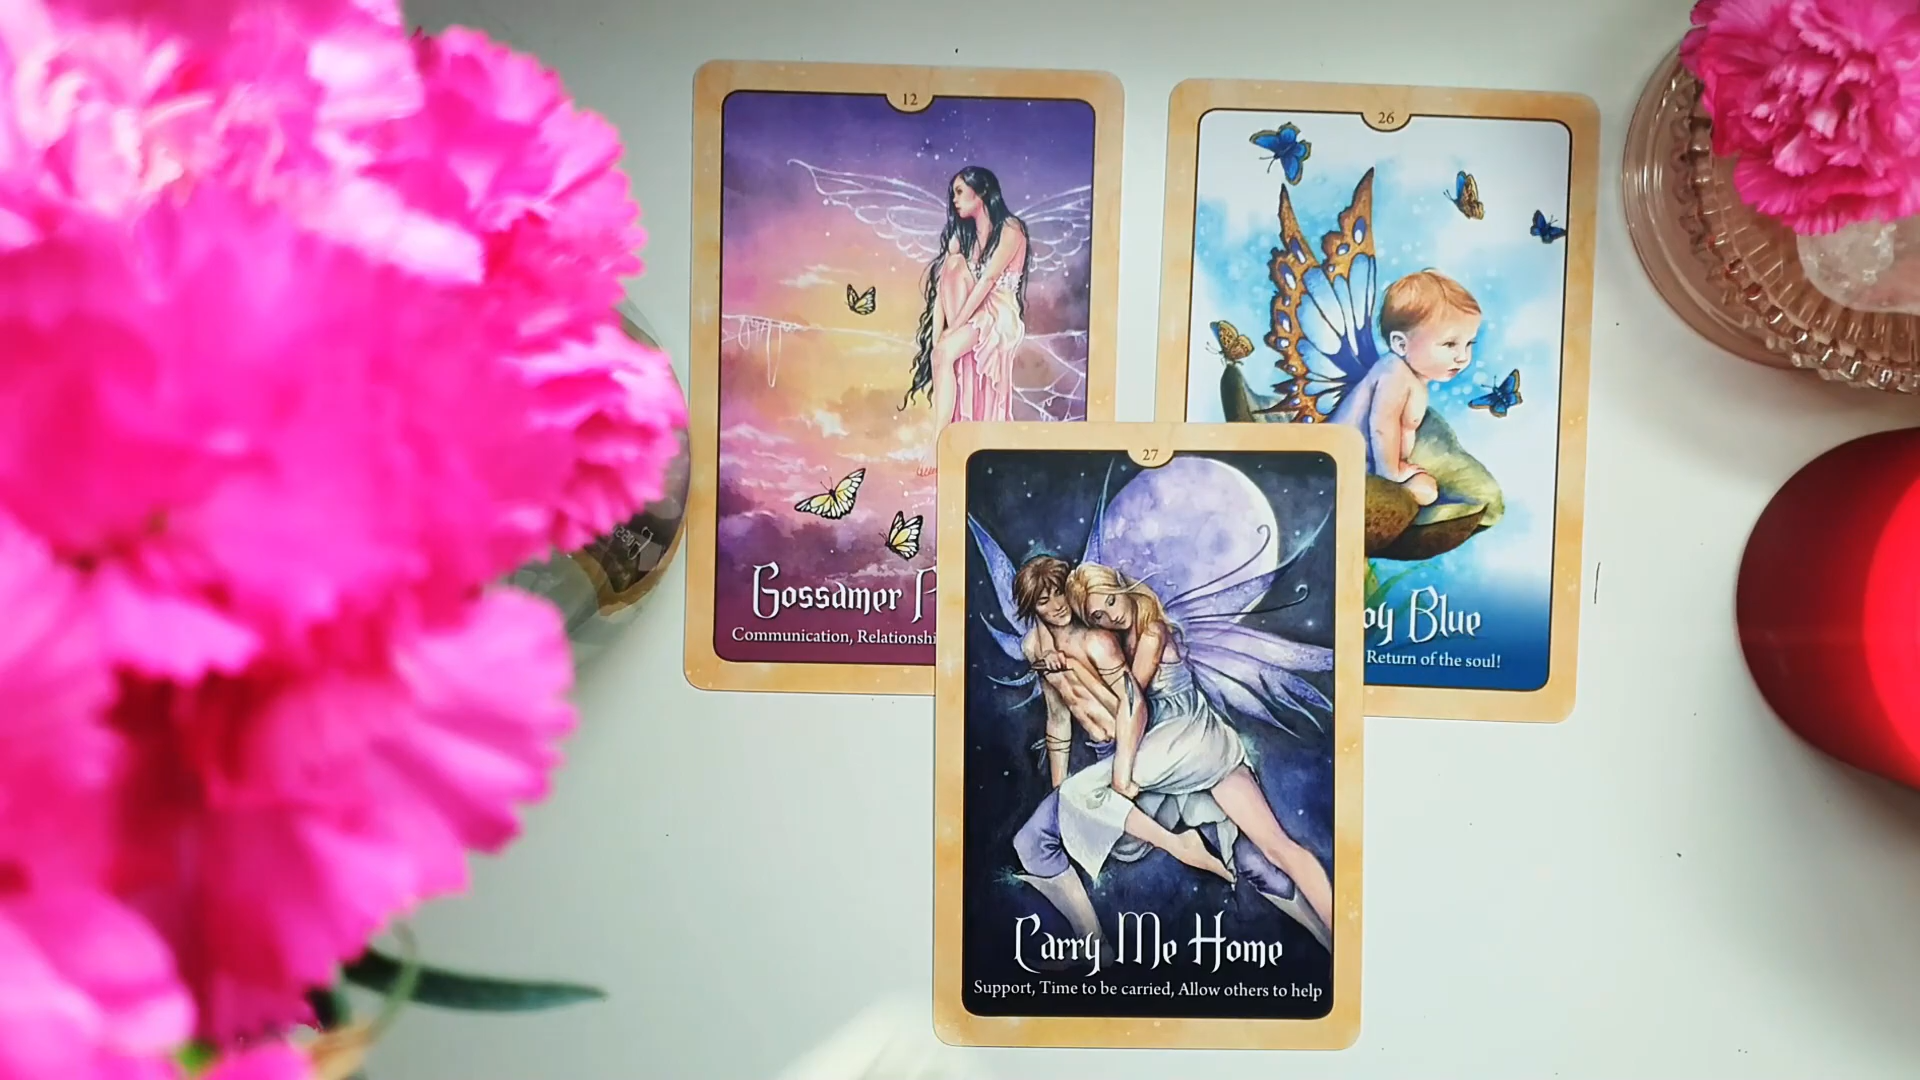 12
Gossamer
Communication,
26
Blue
Return of the soul!
27
Carry Me Home
Support, Time to be carried, Allow others to help